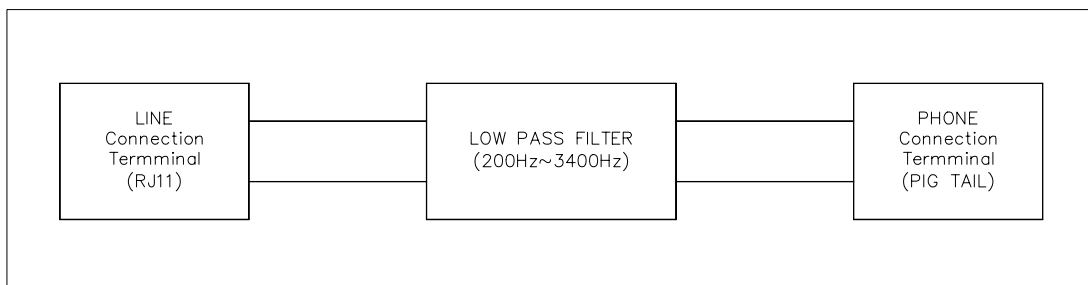 LINE
Connection
Termminal
(RJ11)
LOW PASS FILTER
(200Hz~3400Hz)
PHONE
Connection
Termminal
(PIG TAIL)